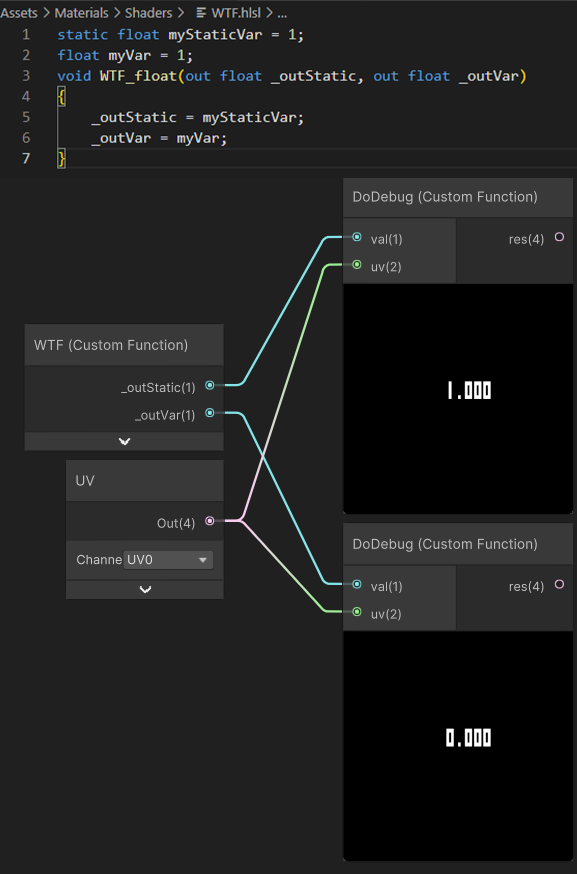 Assets > Materials > Shaders > WTF.hlsl > ...
1 static float myStaticVar = 1;
2 float myVar = 1;
3 void WTF_float(out float _outStatic, out float _outVar)
4 {
5 _outStatic = myStaticVar;
6 _outVar = myVar;
7 }
DoDebug (Custom Function)
val(1) res(4)
uv(2)
1.000
WTF (Custom Function)
_outStatic(1)
_outVar(1)
UV
Out(4)
Channe UV0
DoDebug (Custom Function)
val(1) res(4)
uv(2)
0.000